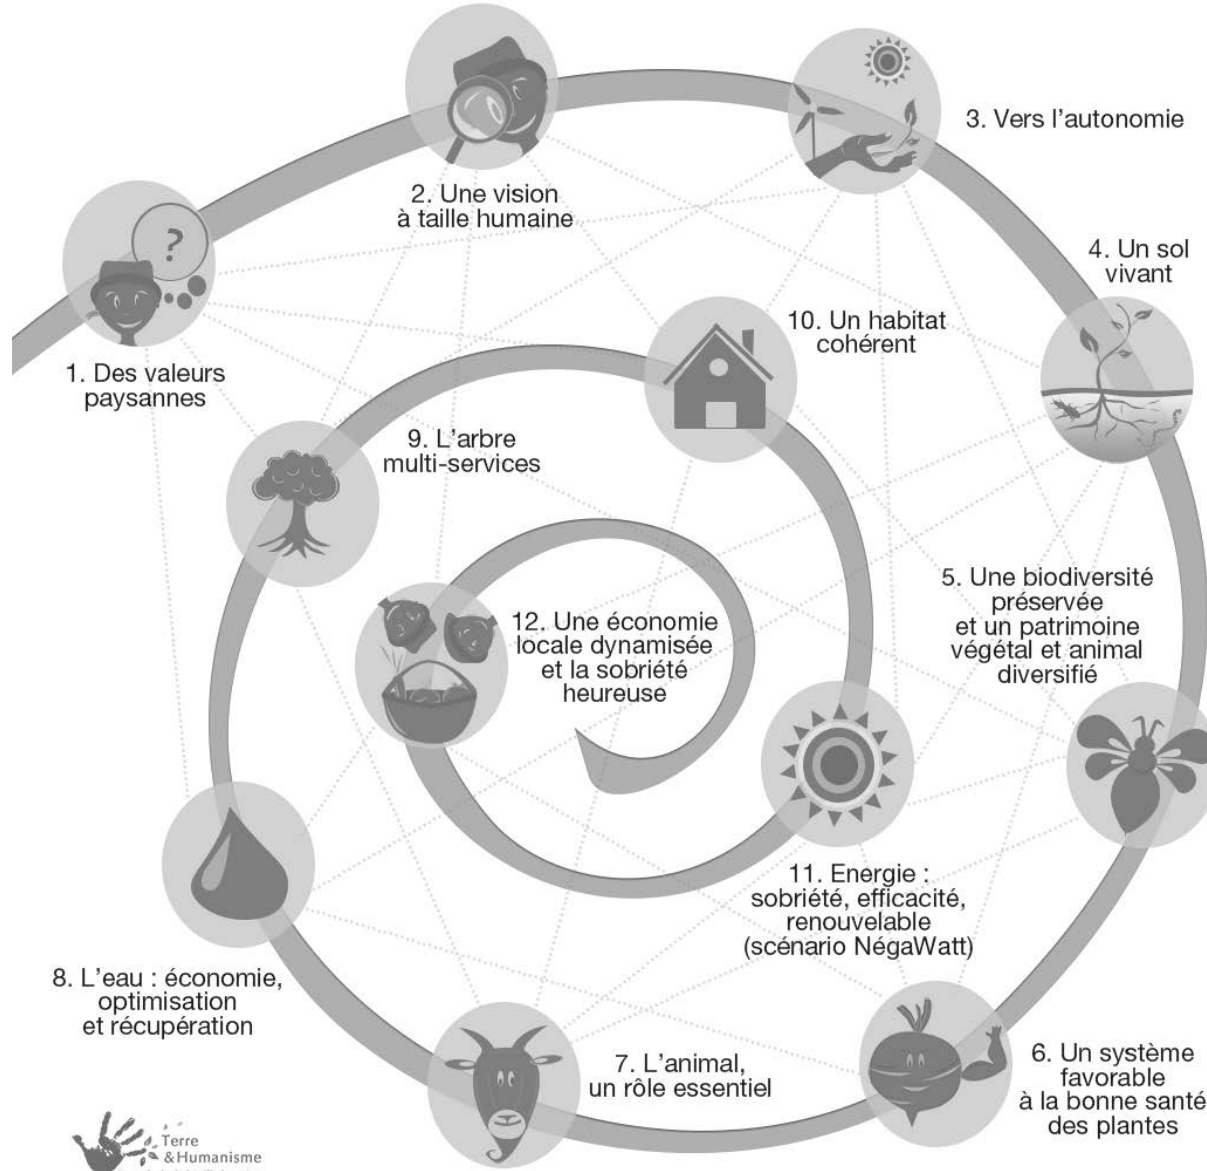 1. Des valeurs
paysannes
?
2. Une vision
à taille humaine
3. Vers l'autonomie
4. Un sol
vivant
5. Une biodiversité
préservée
et un patrimoine
végétal et animal
diversifié
6. Un système
favorable
à la bonne santé
des plantes
7. L'animal,
un rôle essentiel
8. L'eau : économie,
optimisation
et récupération
9. L'arbre
multi-services
10. Un habitat
cohérent
11. Energie :
sobriété, efficacité,
renouvelable
(scénario NégaWatt)
12. Une économie
locale dynamisée
et la sobriété
heureuse
Terre
& Humanisme